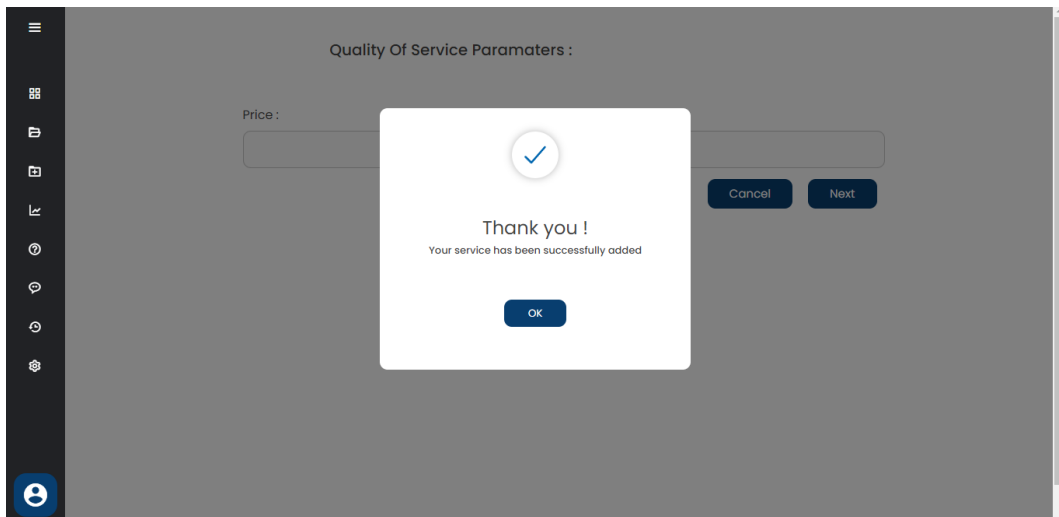 Quality Of Service Paramaters :
Price :
Cancel
Next
Thank you !
Your service has been successfully added
OK